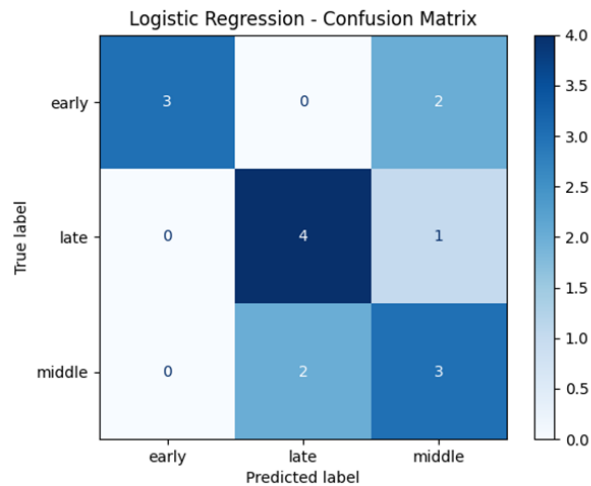 Logistic Regression - Confusion Matrix
4.0
3.5
3.0
2.5
2.0
1.5
1.0
0.5
0.0
True label
early
3 0 2
late
0 4 1
middle
0 2 3
early late middle
Predicted label